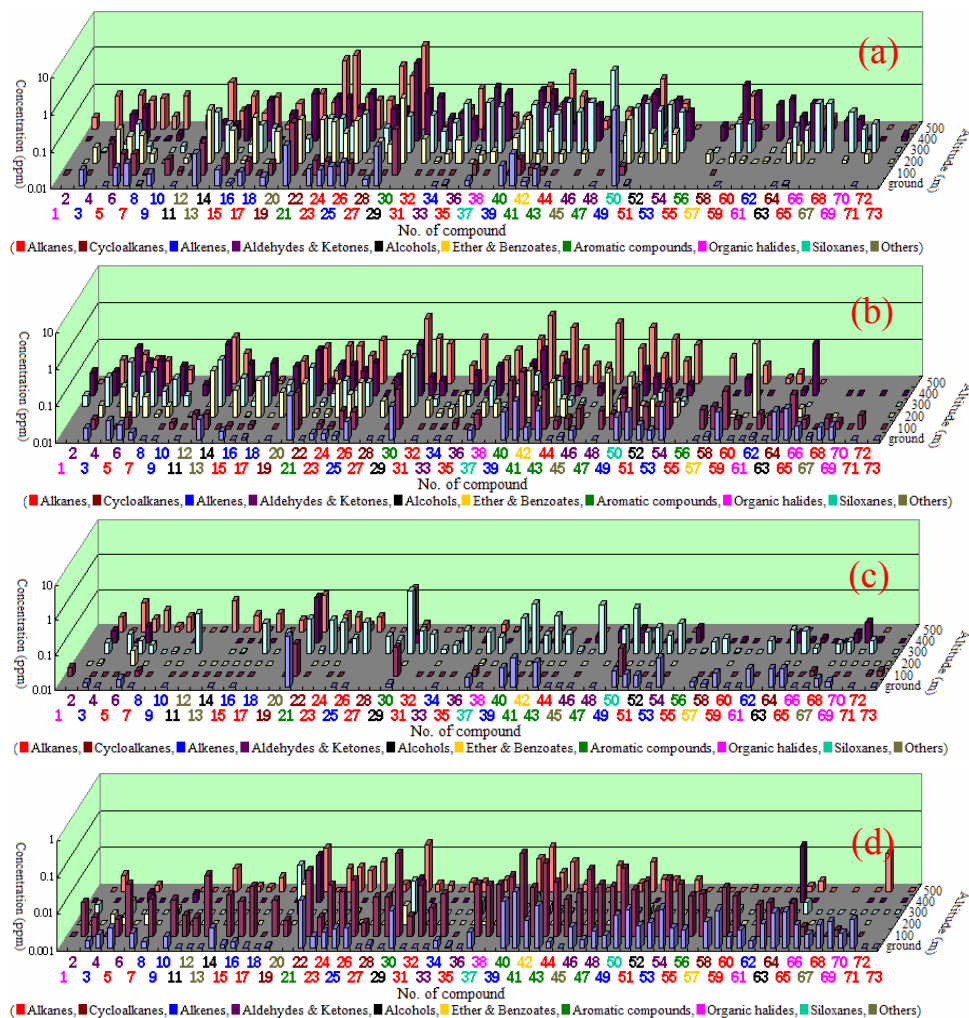 (a)
Concentration (ppm)
10
1
0.1
0.01
500
400
300
200
100
ground
Altitude (m)
2 4 6 8 10 12 14 16 18 20 22 24 26 28 30 32 34 36 38 40 42 44 46 48 50 52 54 56 58 60 62 64 66 68 70 72
1 3 5 7 9 11 13 15 17 19 21 23 25 27 29 31 33 35 37 39 41 43 45 47 49 51 53 55 57 59 61 63 65 67 69 71 73
No. of compound
( Alkanes, Cycloalkanes, Alkenes, Aldehydes & Ketones, Alcohols, Ether & Benzoates, Aromatic compounds, Organic halides, Siloxanes, Others)
(b)
Concentration (ppm)
10
1
0.1
0.01
500
400
300
200
100
ground
Altitude (m)
2 4 6 8 10 12 14 16 18 20 22 24 26 28 30 32 34 36 38 40 42 44 46 48 50 52 54 56 58 60 62 64 66 68 70 72
1 3 5 7 9 11 13 15 17 19 21 23 25 27 29 31 33 35 37 39 41 43 45 47 49 51 53 55 57 59 61 63 65 67 69 71 73
No. of compound
( Alkanes, Cycloalkanes, Alkenes, Aldehydes & Ketones, Alcohols, Ether & Benzoates, Aromatic compounds, Organic halides, Siloxanes, Others)
(c)
Concentration (ppm)
10
1
0.1
0.01
500
400
300
200
100
ground
Altitude (m)
2 4 6 8 10 12 14 16 18 20 22 24 26 28 30 32 34 36 38 40 42 44 46 48 50 52 54 56 58 60 62 64 66 68 70 72
1 3 5 7 9 11 13 15 17 19 21 23 25 27 29 31 33 35 37 39 41 43 45 47 49 51 53 55 57 59 61 63 65 67 69 71 73
No. of compound
( Alkanes, Cycloalkanes, Alkenes, Aldehydes & Ketones, Alcohols, Ether & Benzoates, Aromatic compounds, Organic halides, Siloxanes, Others)
(d)
Concentration (ppm)
1
0.1
0.01
0.001
500
400
300
200
100
ground
Altitude (m)
2 4 6 8 10 12 14 16 18 20 22 24 26 28 30 32 34 36 38 40 42 44 46 48 50 52 54 56 58 60 62 64 66 68 70 72
1 3 5 7 9 11 13 15 17 19 21 23 25 27 29 31 33 35 37 39 41 43 45 47 49 51 53 55 57 59 61 63 65 67 69 71 73
No. of compound
( Alkanes, Cycloalkanes, Alkenes, Aldehydes & Ketones, Alcohols, Ether & Benzoates, Aromatic compounds, Organic halides, Siloxanes, Others)